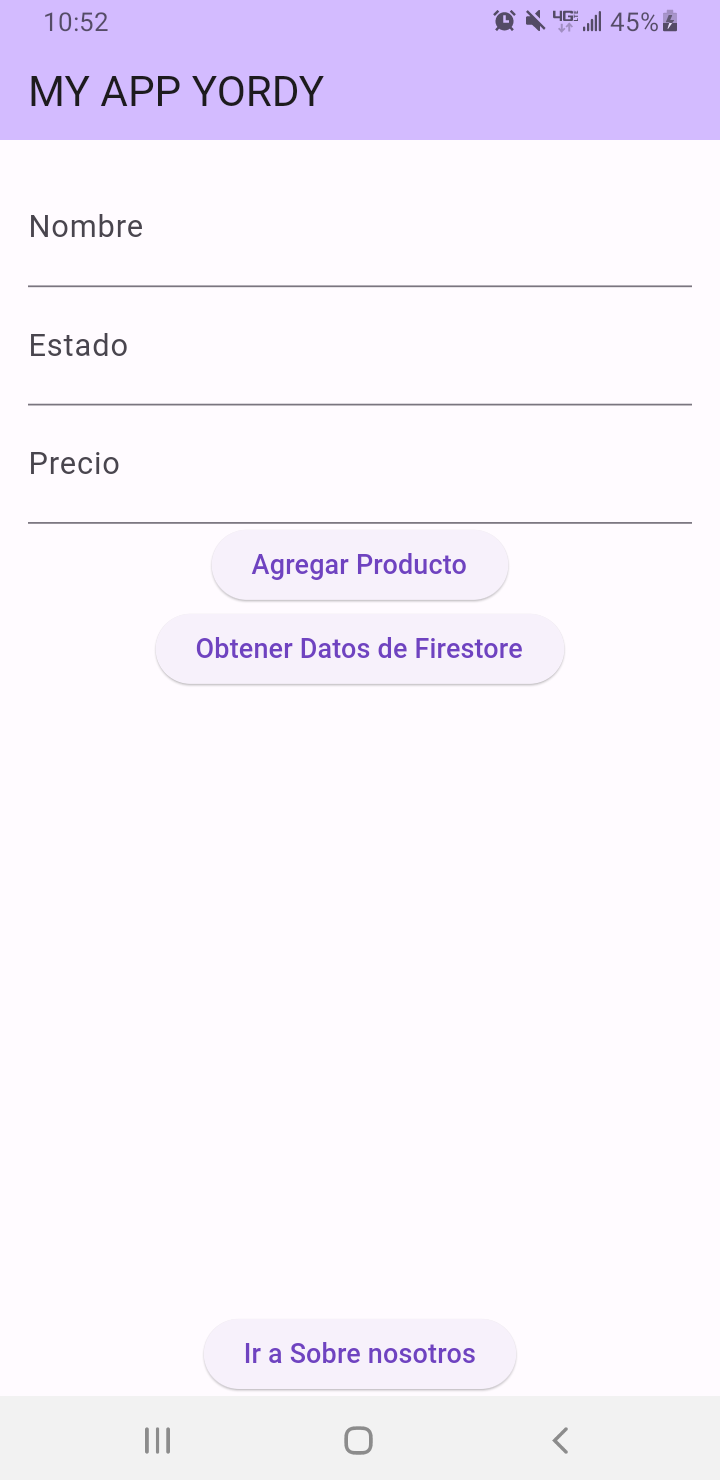 10:52
4G 45%
MY APP YORDY
Nombre
Estado
Precio
Agregar Producto
Obtener Datos de Firestore
Ir a Sobre nosotros